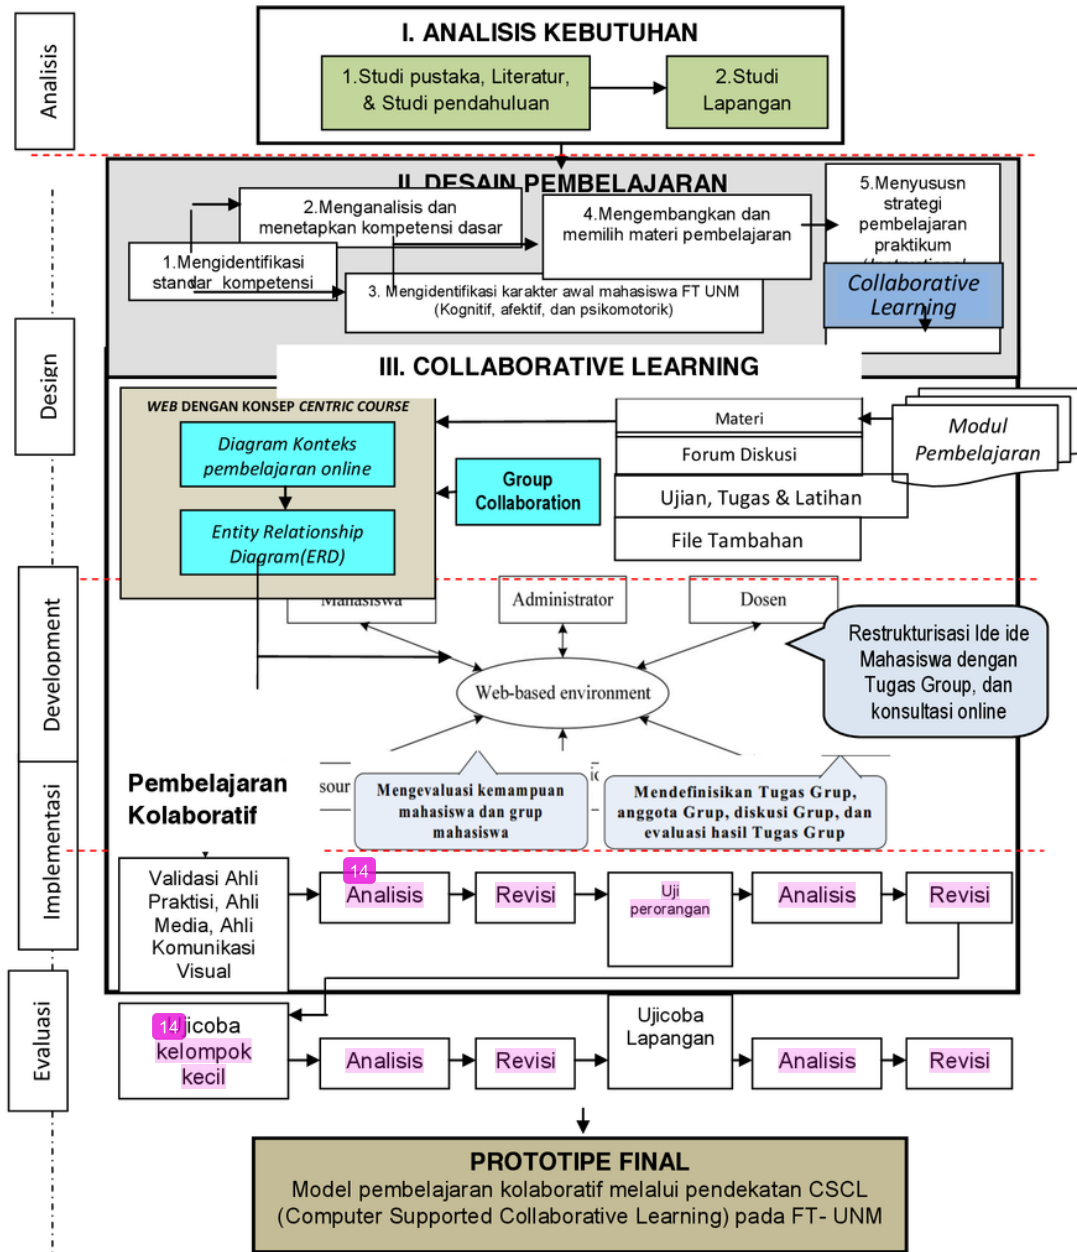 Analisis
I. ANALISIS KEBUTUHAN
1.Studi pustaka, Literatur,
& Studi pendahuluan
2.Studi
Lapangan
Design
II. DESAIN PEMBELAJARAN
1.Mengidentifikasi
standar kompetensi
2.Menganalisis dan
menetapkan kompetensi dasar
3. Mengidentifikasi karakter awal mahasiswa FT UNM
(Kognitif, afektif, dan psikomotorik)
4.Mengembangkan dan
memilih materi pembelajaran
5.Menyususn
strategi
pembelajaran
praktikum
Collaborative
Learning
III. COLLABORATIVE LEARNING
WEB DENGAN KONSEP CENTRIC COURSE
Diagram Konteks
pembelajaran online
Entity Relationship
Diagram(ERD)
Group
Collaboration
Materi
Forum Diskusi
Ujian, Tugas & Latihan
File Tambahan
Modul
Pembelajaran
Development
Mahasiswa
Administrator
Dosen
Web-based environment
Restrukturisasi Ide ide
Mahasiswa dengan
Tugas Group, dan
konsultasi online
Implementasi
Pembelajaran
Kolaboratif
sour
Mengevaluasi kemampuan
mahasiswa dan grup
mahasiswa
Mendefinisikan Tugas Grup,
anggota Grup, diskusi Grup, dan
evaluasi hasil Tugas Grup
Validasi Ahli
Praktisi, Ahli
Media, Ahli
Komunikasi
Visual
14
Analisis
Revisi
Uji
perorangan
Analisis
Revisi
Evaluasi
14
Ujicoba
kelompok
kecil
Analisis
Revisi
Ujicoba
Lapangan
Analisis
Revisi
PROTOTIPE FINAL
Model pembelajaran kolaboratif melalui pendekatan CSCL
(Computer Supported Collaborative Learning) pada FT- UNM